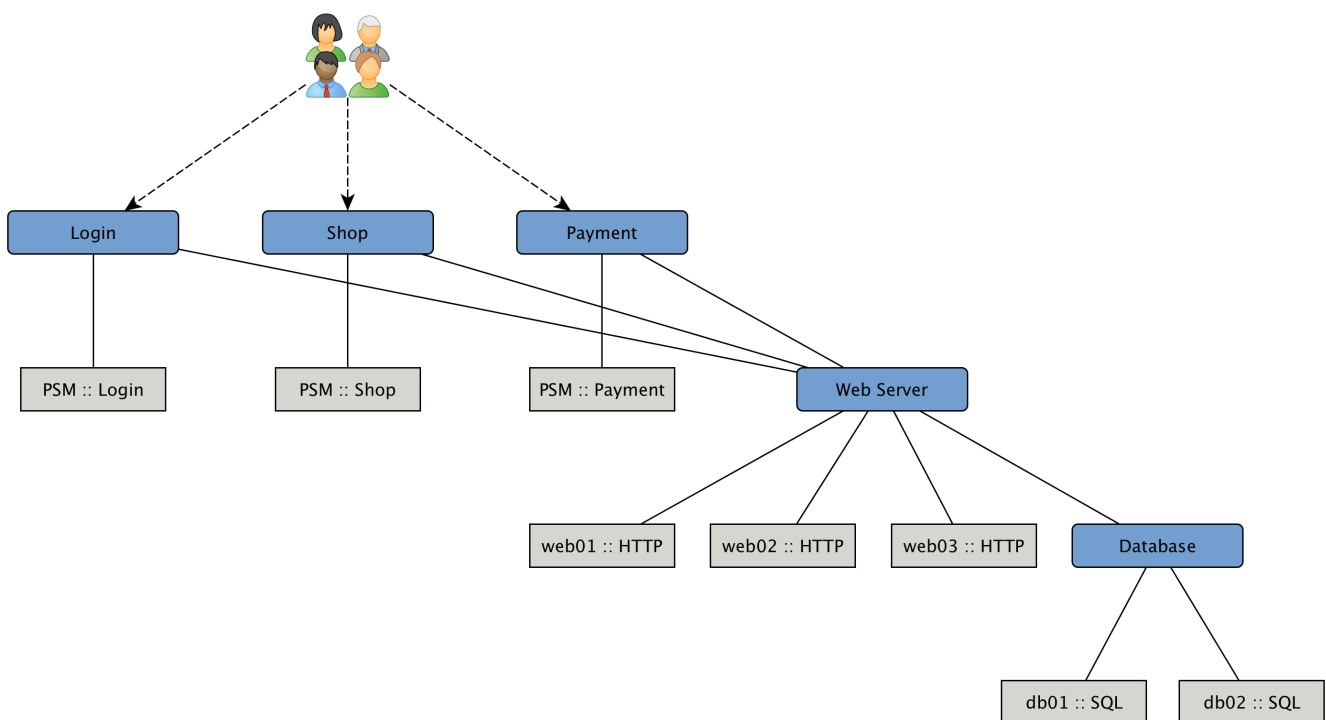 Login
Shop
Payment
PSM :: Login
PSM :: Shop
PSM :: Payment
Web Server
web01 :: HTTP
web02 :: HTTP
web03 :: HTTP
Database
db01 :: SQL
db02 :: SQL